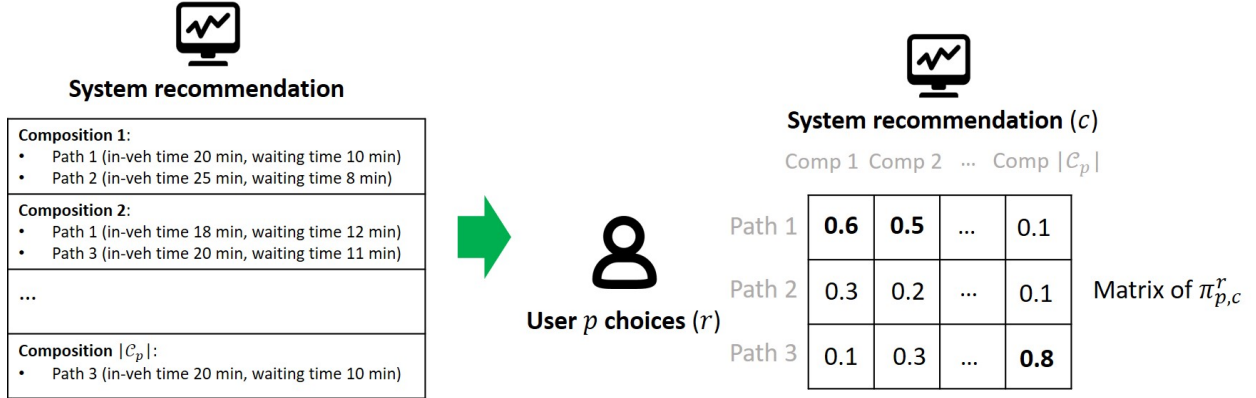 System recommendation
Composition 1:
• Path 1 (in-veh time 20 min, waiting time 10 min)
• Path 2 (in-veh time 25 min, waiting time 8 min)
Composition 2:
• Path 1 (in-veh time 18 min, waiting time 12 min)
• Path 3 (in-veh time 20 min, waiting time 11 min)
...
Composition |𝒞ₚ|:
• Path 3 (in-veh time 20 min, waiting time 10 min)
User 𝑝 choices (𝑟)
System recommendation (𝑐)
Comp 1 Comp 2 ... Comp |𝒞ₚ|
Path 1 0.6 0.5 ... 0.1
Path 2 0.3 0.2 ... 0.1
Path 3 0.1 0.3 ... 0.8
Matrix of π^r_{p,c}